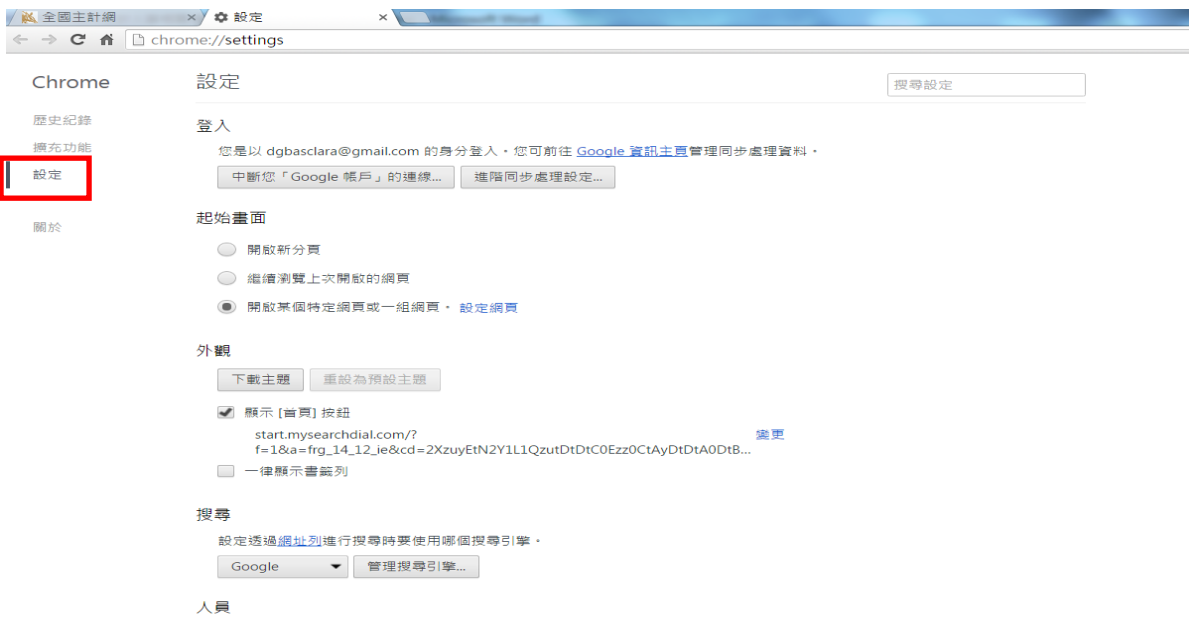 全國主計網
設定
Microsoft Word
chrome://settings
Chrome
設定
搜尋設定
歷史紀錄
擴充功能
設定
關於
登入
您是以 dgbasclara@gmail.com 的身分登入。您可前往 Google 資訊主頁管理同步處理資料。
中斷您「Google 帳戶」的連線...
進階同步處理設定...
起始畫面
開啟新分頁
繼續瀏覽上次開啟的網頁
開啟某個特定網頁或一組網頁。 設定網頁
外觀
下載主題
重設為預設主題
顯示 [首頁] 按鈕
start.mysearchdial.com/? 變更
f=1&a=frg_14_12_ie&cd=2XzuyEtN2Y1L1QzutDtDtC0Ezz0CtAyDtDtA0DtB...
一律顯示書籤列
搜尋
設定透過網址列進行搜尋時要使用哪個搜尋引擎。
Google
管理搜尋引擎...
人員